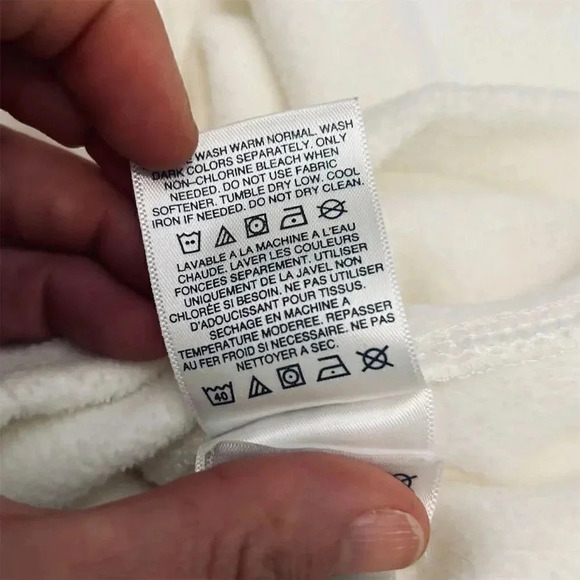 WASH WARM NORMAL. WASH
DARK COLORS SEPARATELY. ONLY
NON-CHLORINE BLEACH WHEN
NEEDED. DO NOT USE FABRIC
SOFTENER. TUMBLE DRY LOW. COOL
IRON IF NEEDED. DO NOT DRY CLEAN.
LAVABLE A LA MACHINE A L'EAU
CHAUDE. LAVER LES COULEURS
FONCÉES SEPAREMENT. UTILISER
UNIQUEMENT DE LA JAVEL NON
CHLORÉE SI BESOIN. NE PAS UTILISER
D'ADOUCISSANT POUR TISSUS.
SECHAGE EN MACHINE A
TEMPERATURE MODEREE. REPASSER
AU FER FROID SI NECESSAIRE. NE PAS
NETTOYER A SEC.
40